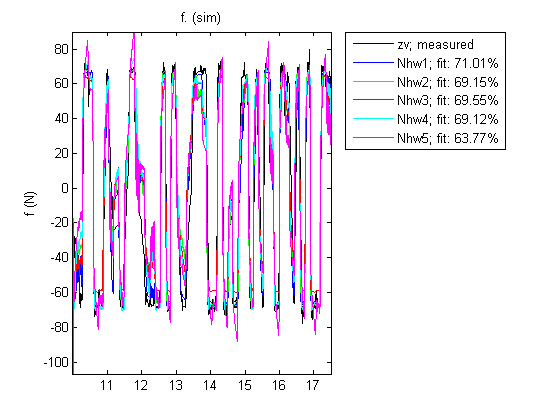 f. (sim)
zv; measured
Nhw1; fit: 71.01%
Nhw2; fit: 69.15%
Nhw3; fit: 69.55%
Nhw4; fit: 69.12%
Nhw5; fit: 63.77%
f (N)
80
60
40
20
0
-20
-40
-60
-80
-100
11 12 13 14 15 16 17